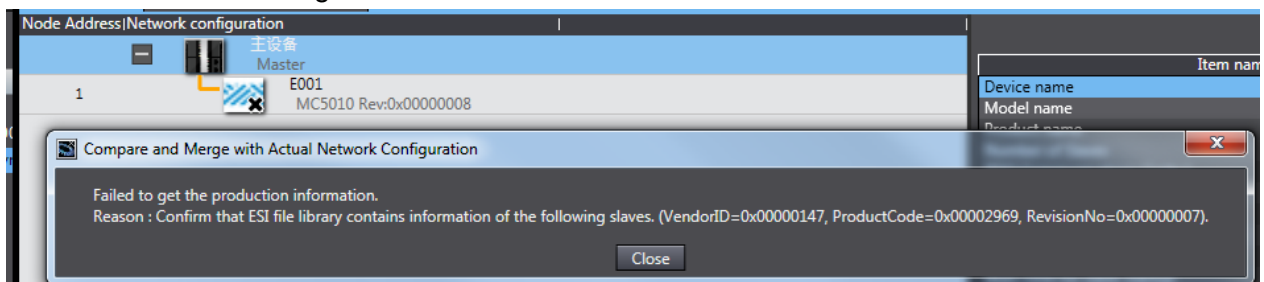 Node Address|Network configuration
主设备
Master
1
E001
MC5010 Rev:0x00000008
Item nam
Device name
Model name
Product name
Compare and Merge with Actual Network Configuration
Failed to get the production information.
Reason : Confirm that ESI file library contains information of the following slaves. (VendorID=0x00000147, ProductCode=0x00002969, RevisionNo=0x00000007).
Close